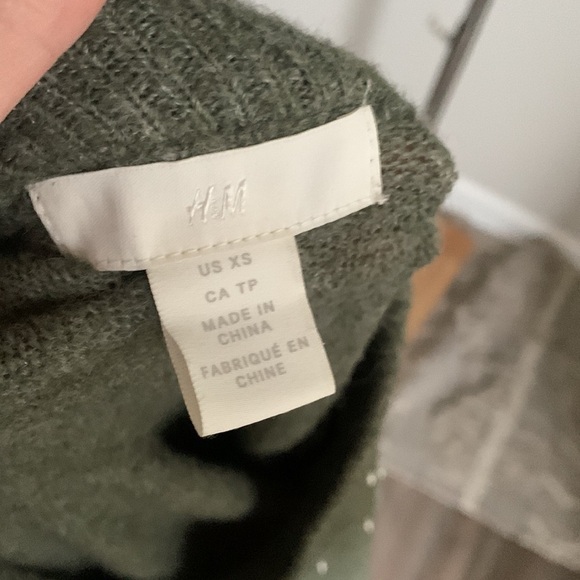 H&M
US XS
CA TP
MADE IN
CHINA
FABRIQUÉ EN
CHINE